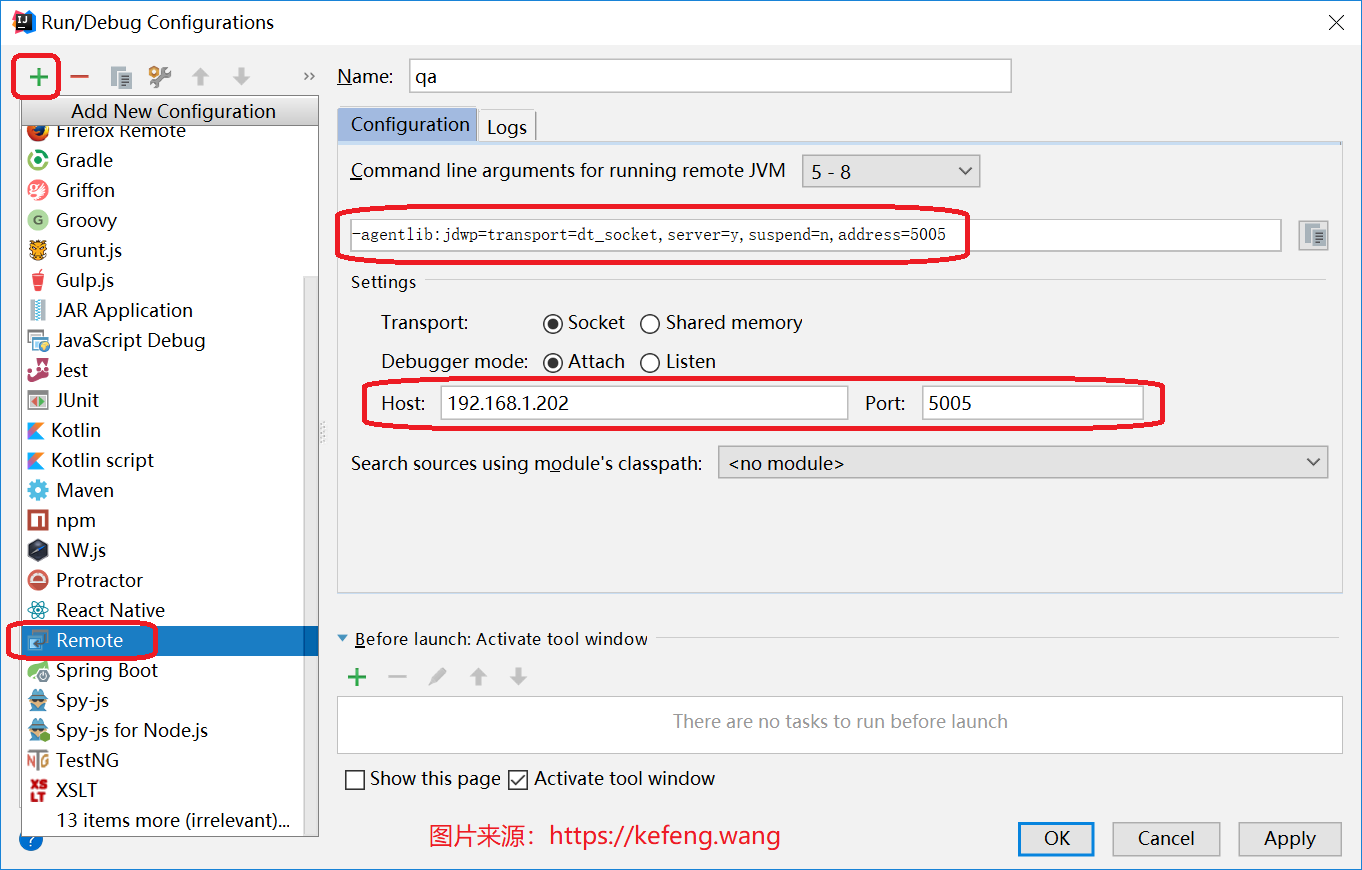 Run/Debug Configurations
Add New Configuration
Firefox Remote
Gradle
Griffon
Groovy
Grunt.js
Gulp.js
JAR Application
JavaScript Debug
Jest
JUnit
Kotlin
Kotlin script
Maven
npm
NW.js
Protractor
React Native
Remote
Spring Boot
Spy-js
Spy-js for Node.js
TestNG
XSLT
13 items more (irrelevant)...
Name: qa
Configuration Logs
Command line arguments for running remote JVM 5 - 8
-agentlib:jdwp=transport=dt_socket,server=y,suspend=n,address=5005
Settings
Transport: Socket Shared memory
Debugger mode: Attach Listen
Host: 192.168.1.202 Port: 5005
Search sources using module's classpath: <no module>
Before launch: Activate tool window
There are no tasks to run before launch
Show this page Activate tool window
图片来源：https://kefeng.wang
OK Cancel Apply